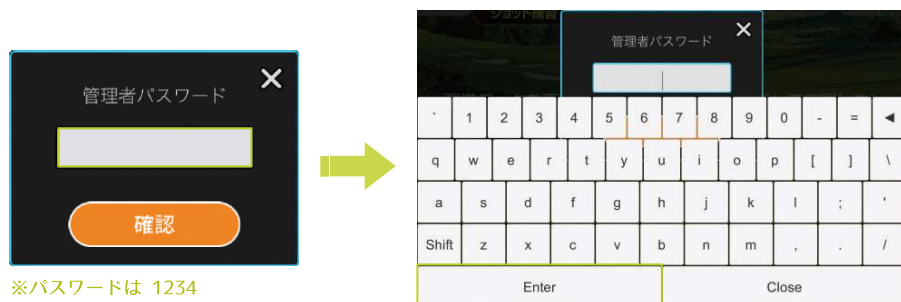 管理者パスワード
確認
※パスワードは 1234
ショット練習
管理者パスワード
` 1 2 3 4 5 6 7 8 9 0 - = ◀
q w e r t y u i o p [ ] \
a s d f g h j k l ; '
Shift z x c v b n m , . /
Enter Close